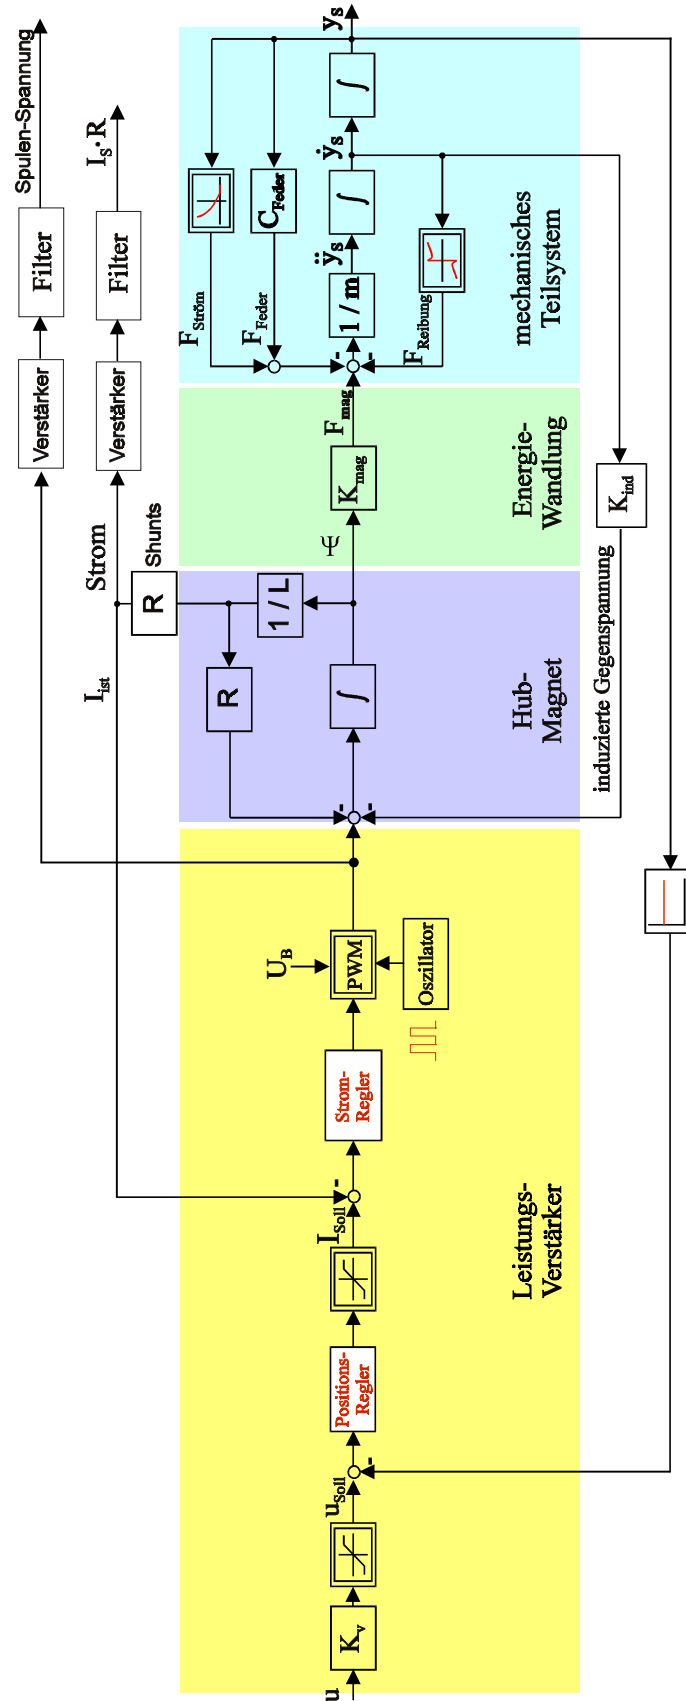 Spulen-Spannung
Filter
Verstärker
I_S·R
Filter
Verstärker
Strom
Shunts
R
I_ist
u
K_v
u_Soll
-
Positions-
Regler
I_Soll
-
Strom-
Regler
U_B
PWM
Oszillator
Leistungs-
Verstärker
-
-
R
∫
1 / L
Ψ
Hub-
Magnet
induzierte Gegenspannung
K_ind
K_mag
F_mag
Energie-
Wandlung
F_Ström
F_Feder
C_Feder
-
-
1 / m
ÿ_s
∫
ẏ_s
∫
y_s
F_Reibung
mechanisches
Teilsystem